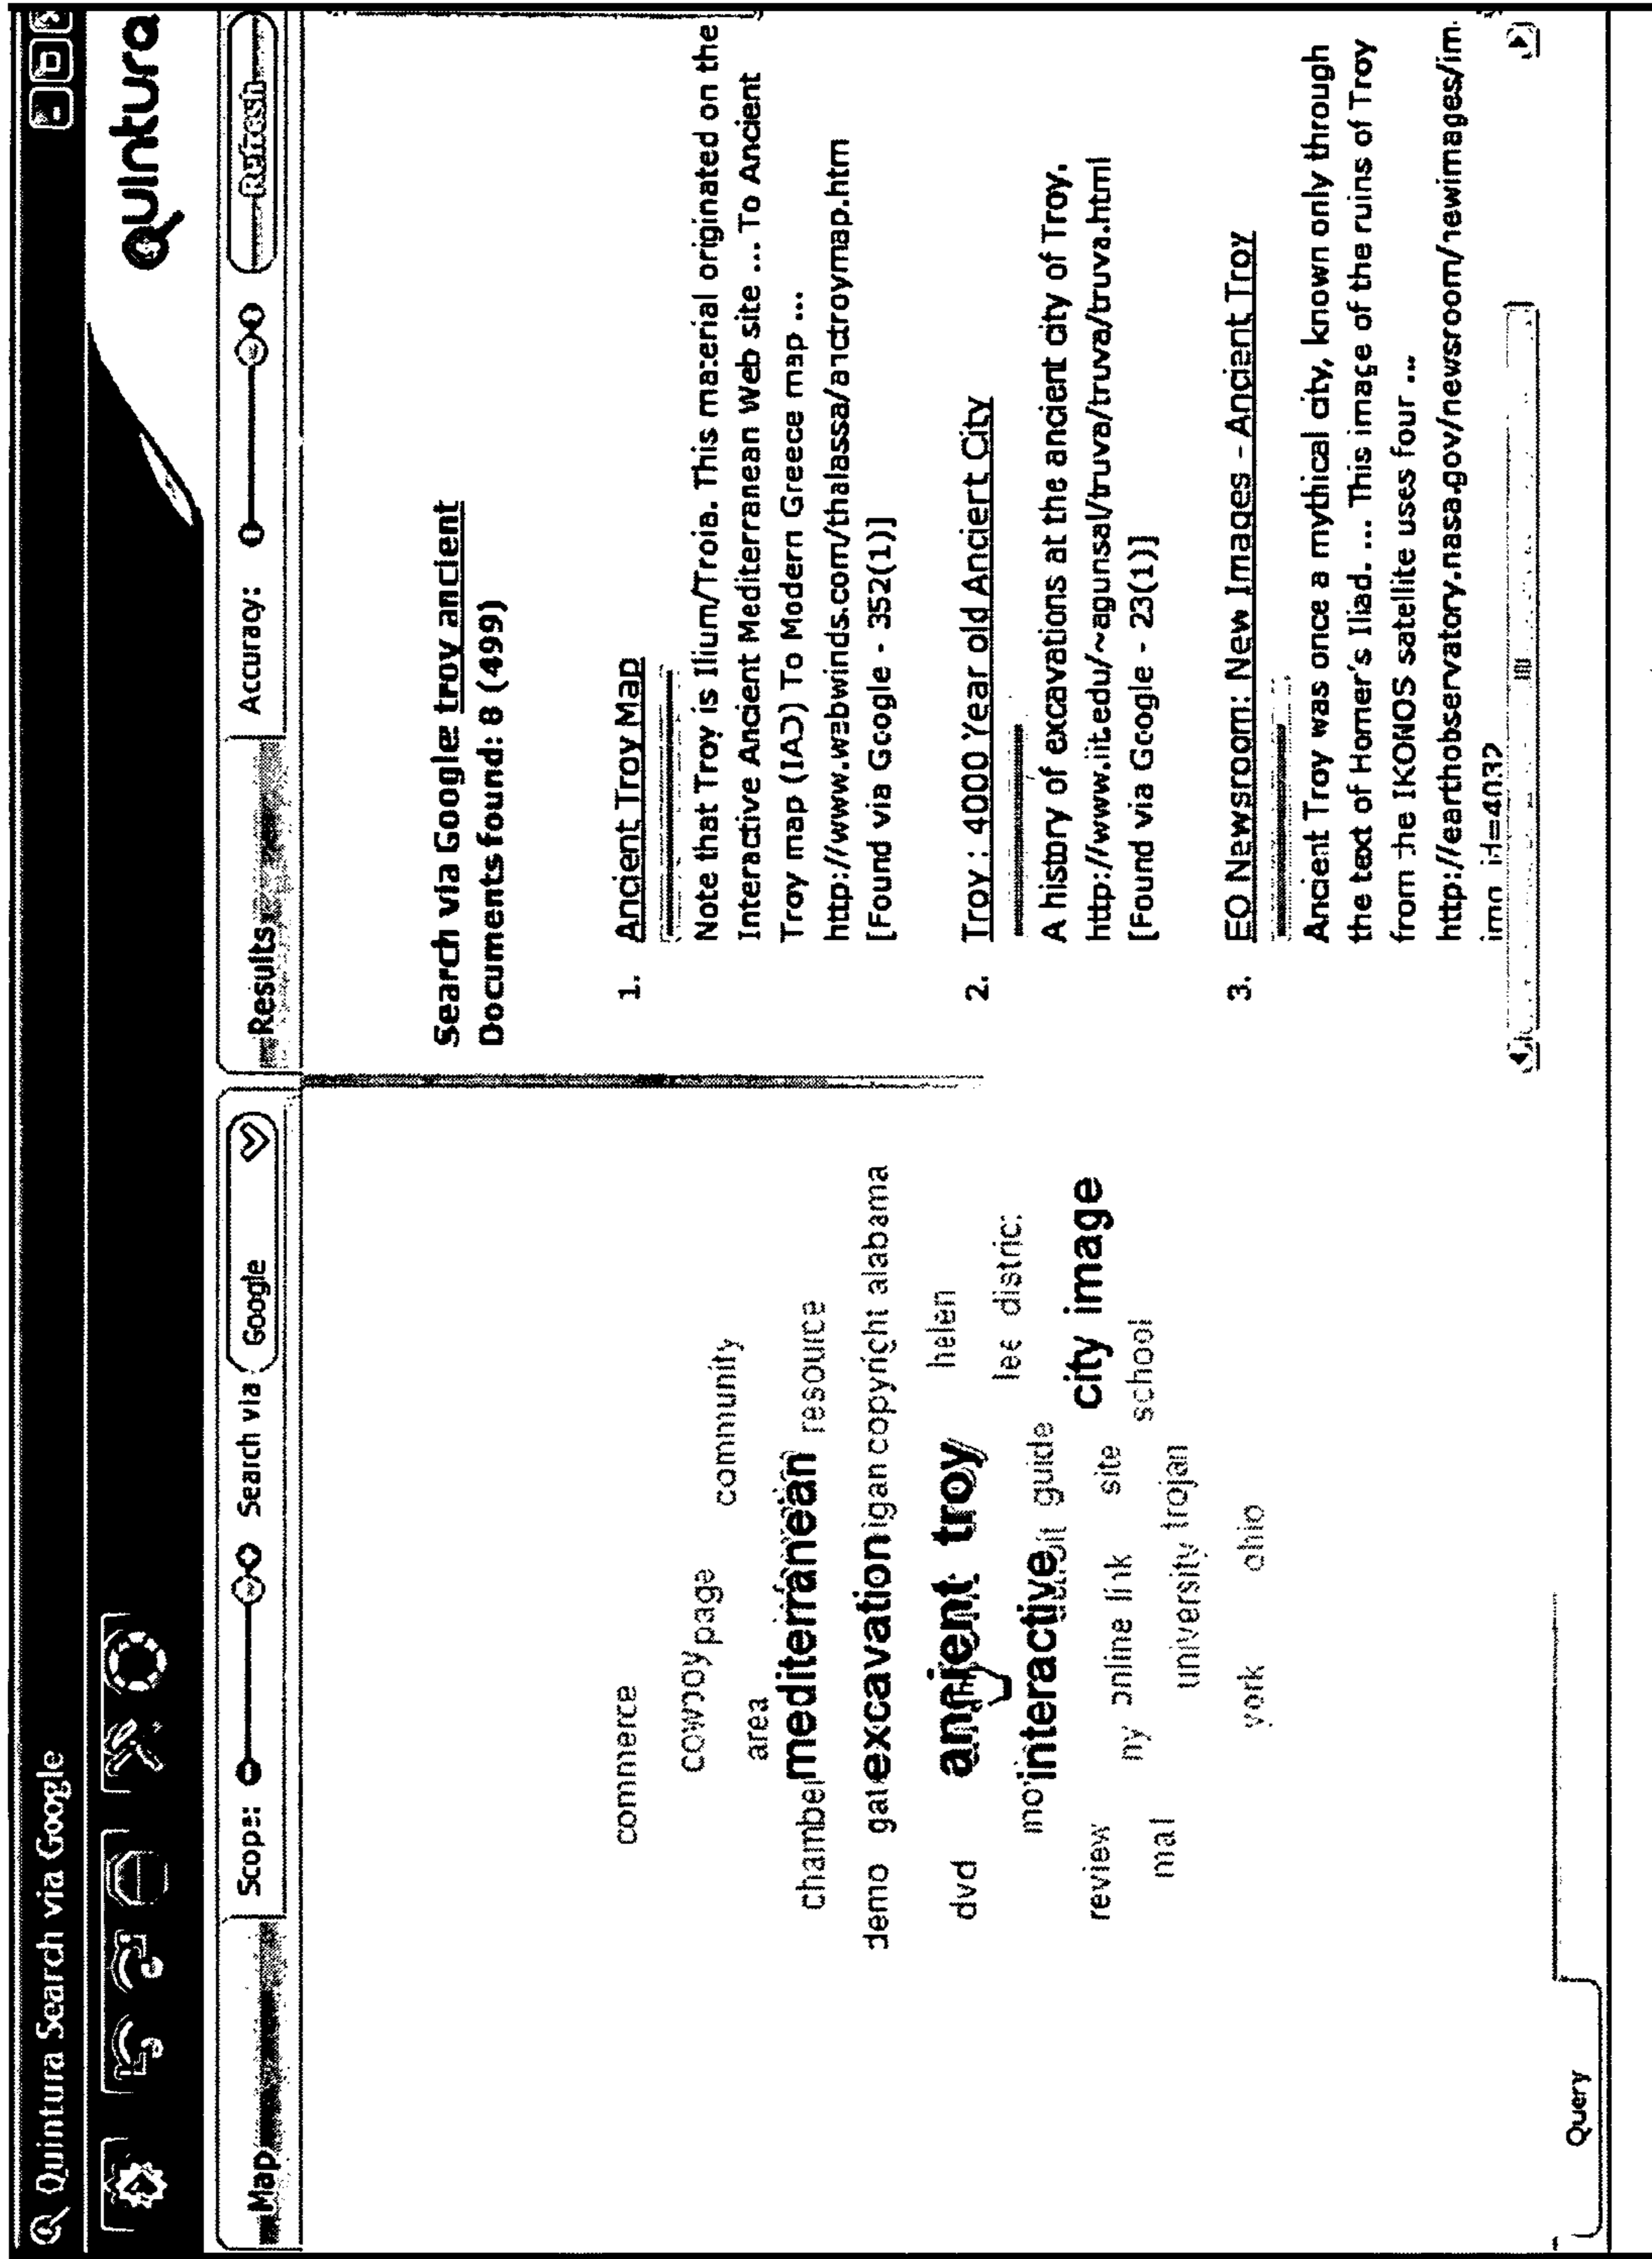 Quintura Search via Google
Quintura
Map
Scope:
Search via
Google
Results
Accuracy:
Refresh
commerce
cowboy page
community
area
mediterranean resource
demo
excavation
copyright alabama
dvd
ancient troy
helen
lee
interactive
guide
city image
review
ny online link site
school
mal
university trojan
york ohio
Query
Search via Google: troy ancient
Documents found: 8 (499)
1. Ancient Troy Map
Note that Troy is Ilium/Troia. This material originated on the
Interactive Ancient Mediterranean Web site ... To Ancient
Troy map (IAD) To Modern Greece map ...
http://www.webwinds.com/thalassa/anctroymap.htm
[Found via Google - 352(1)]
2. Troy : 4000 Year old Ancient City
A history of excavations at the ancient city of Troy.
http://www.iit.edu/~agunsal/truva/truva.html
[Found via Google - 23(1)]
3. EO Newsroom: New Images - Ancient Troy
Ancient Troy was once a mythical city, known only through
the text of Homer's Iliad. ... This image of the ruins of Troy
from the IKONOS satellite uses four ...
http://earthobservatory.nasa.gov/newsroom/newimages/im